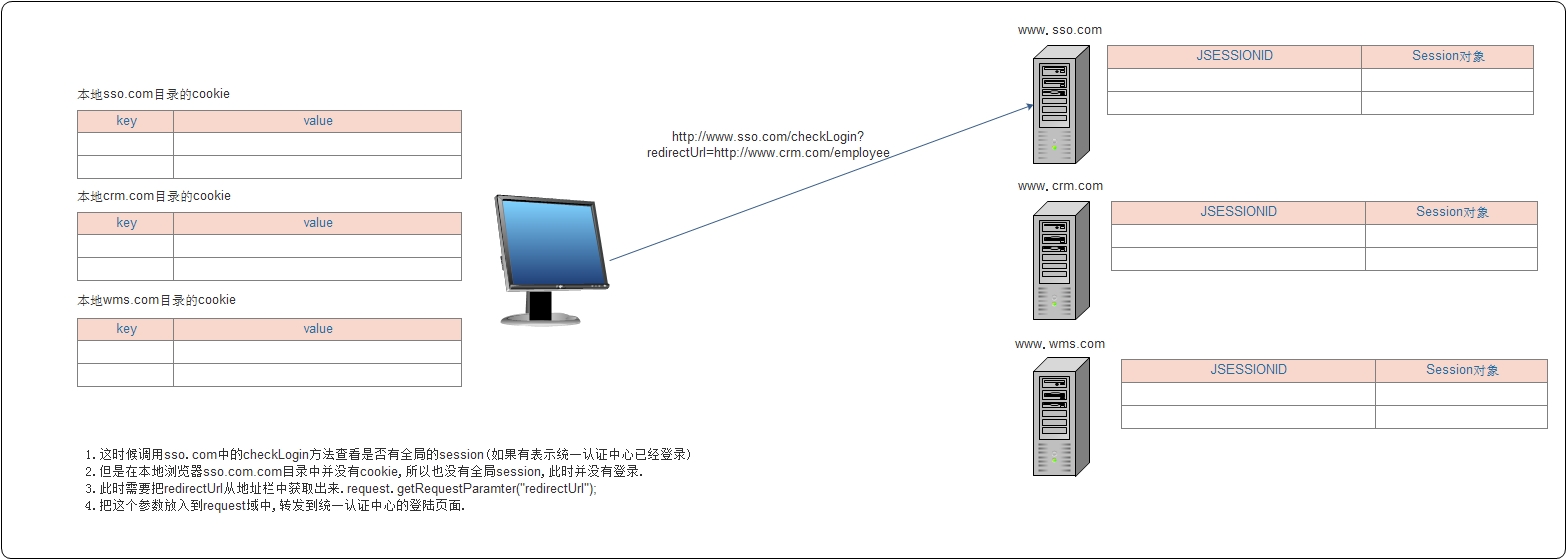 www.sso.com
JSESSIONID Session对象
本地sso.com目录的cookie
key value
http://www.sso.com/checkLogin?
redirectUrl=http://www.crm.com/employee
本地crm.com目录的cookie
key value
www.crm.com
JSESSIONID Session对象
本地wms.com目录的cookie
key value
www.wms.com
JSESSIONID Session对象
1.这时候调用sso.com中的checkLogin方法查看是否有全局的session(如果有表示统一认证中心已经登录)
2.但是在本地浏览器sso.com.com目录中并没有cookie,所以也没有全局session,此时并没有登录.
3.此时需要把redirectUrl从地址栏中获取出来.request.getRequestParamter("redirectUrl");
4.把这个参数放入到request域中,转发到统一认证中心的登陆页面.